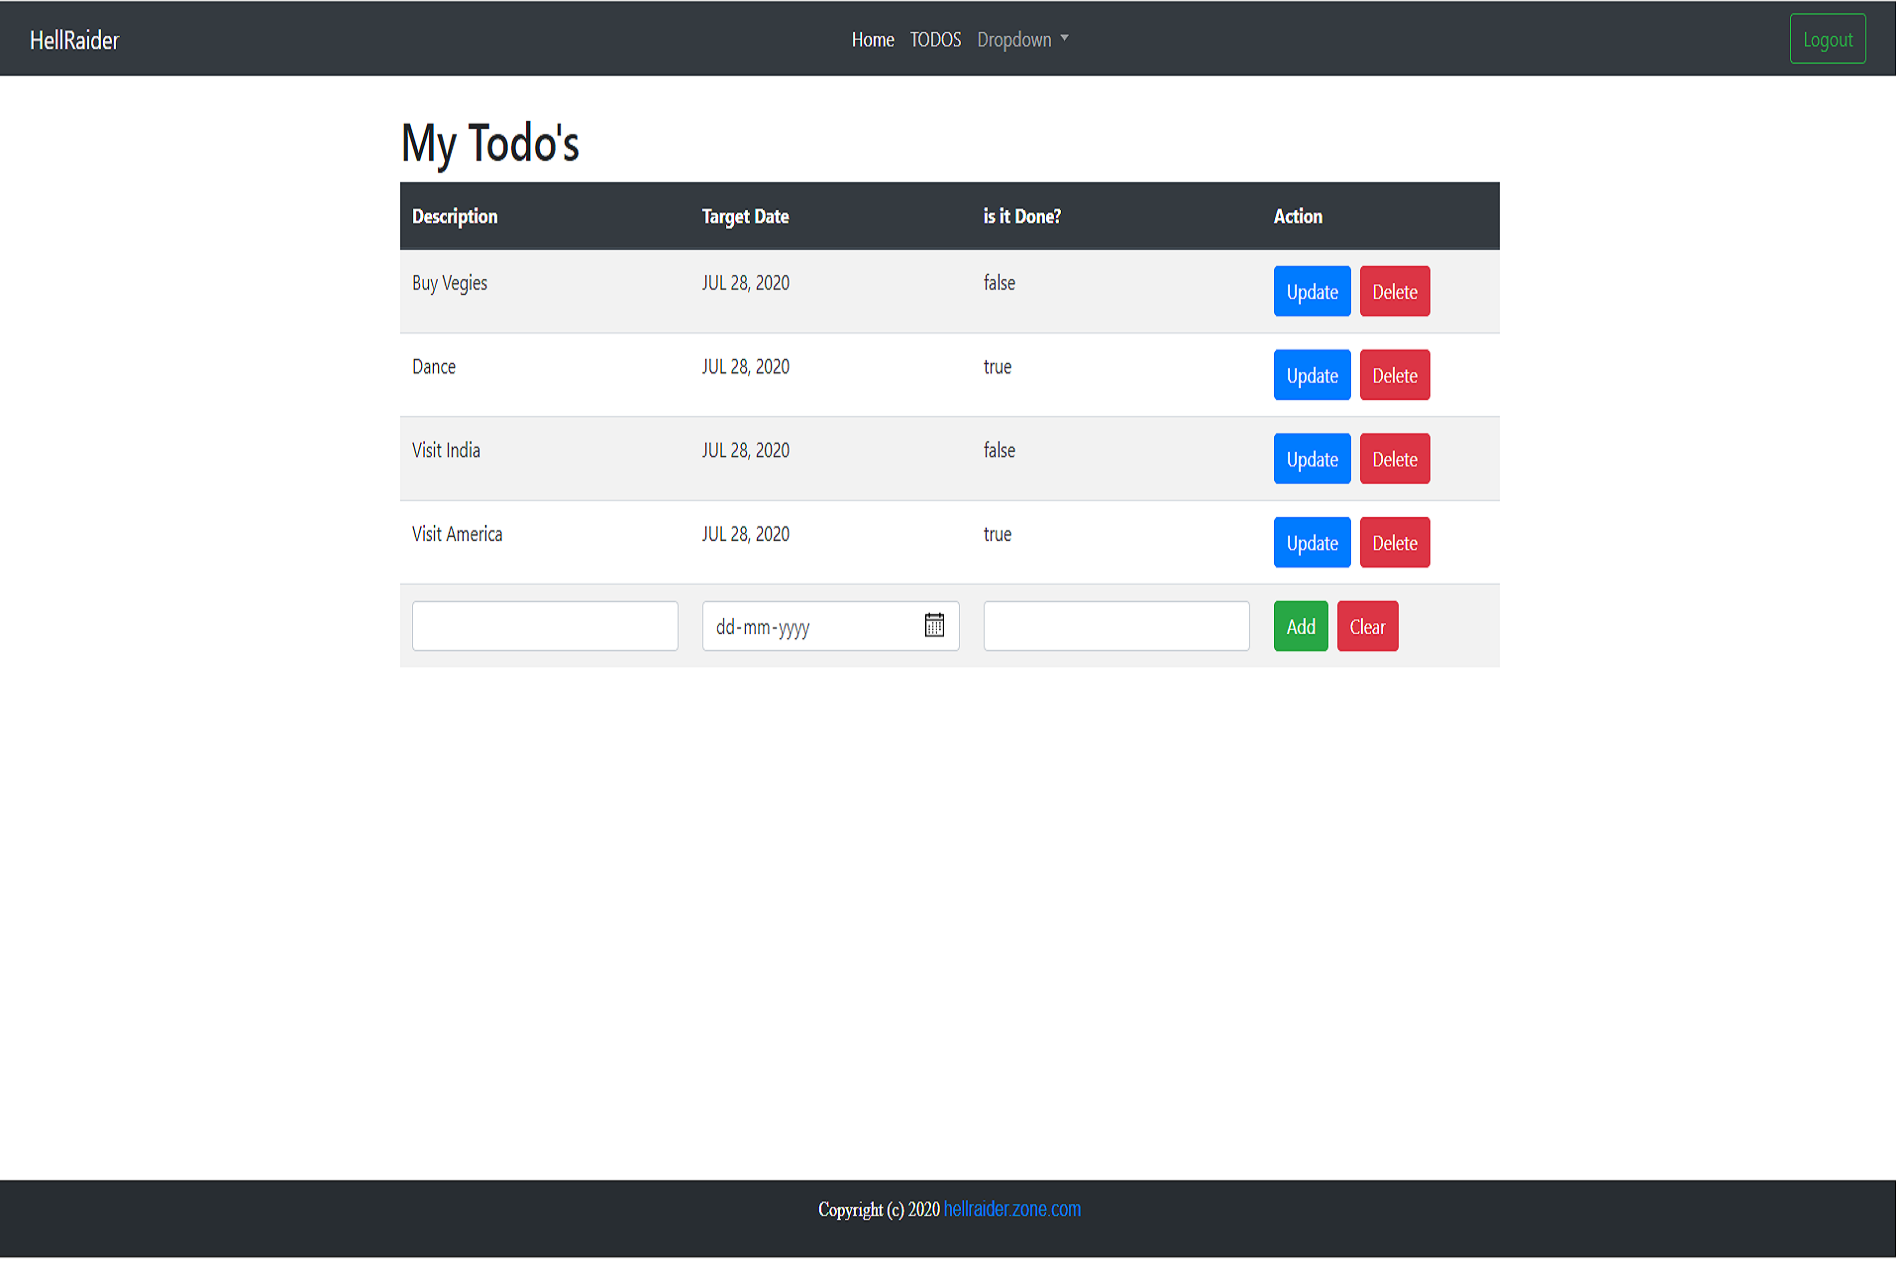 HellRaider Home TODOS Dropdown Logout
My Todo's
Description Target Date is it Done? Action
Buy Vegies JUL 28, 2020 false Update Delete
Dance JUL 28, 2020 true Update Delete
Visit India JUL 28, 2020 false Update Delete
Visit America JUL 28, 2020 true Update Delete
dd-mm-yyyy Add Clear
Copyright (c) 2020 hellraider.zone.com